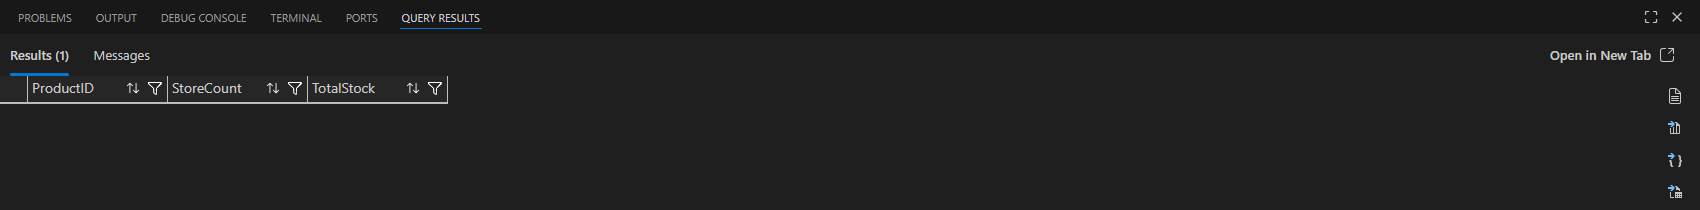 PROBLEMS OUTPUT DEBUG CONSOLE TERMINAL PORTS QUERY RESULTS
Results (1) Messages Open in New Tab
ProductID StoreCount TotalStock